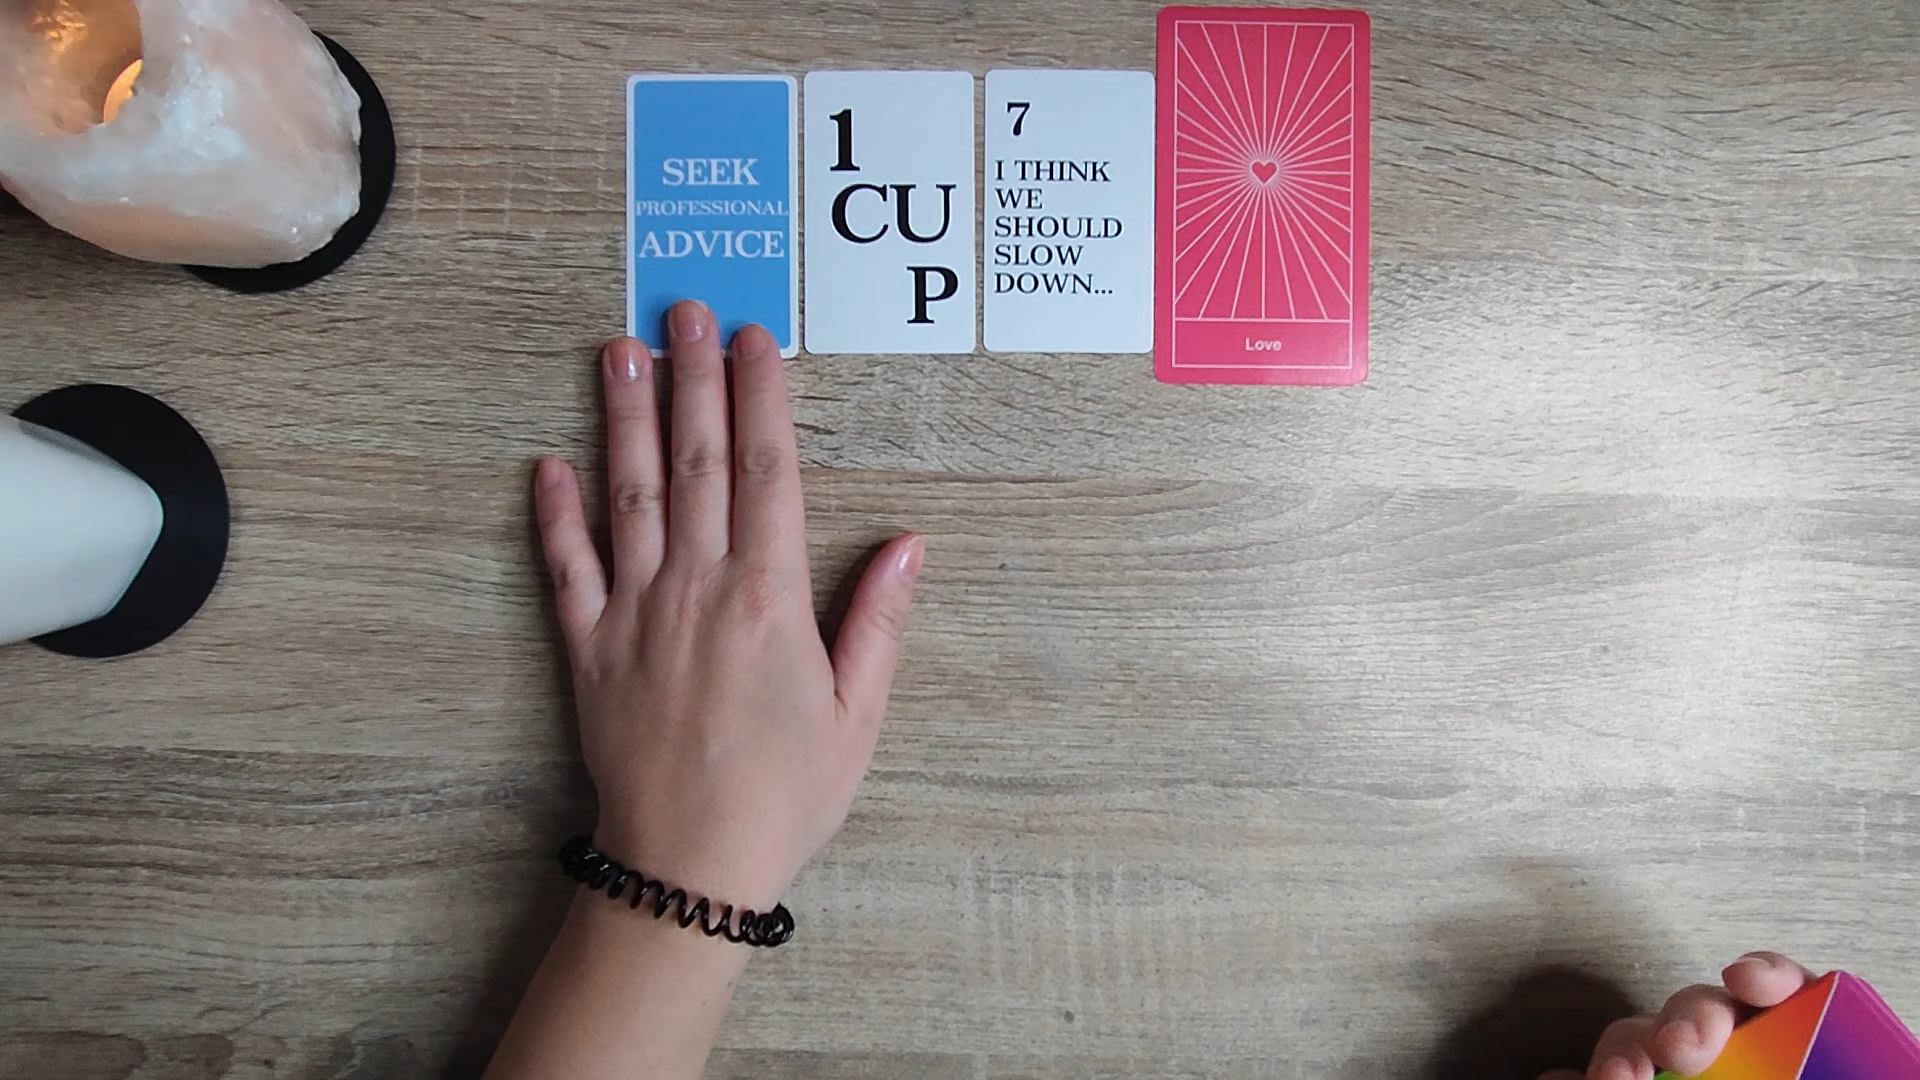 SEEK
PROFESSIONAL
ADVICE
1
CU
P
7
I THINK
WE
SHOULD
SLOW
DOWN...
Love